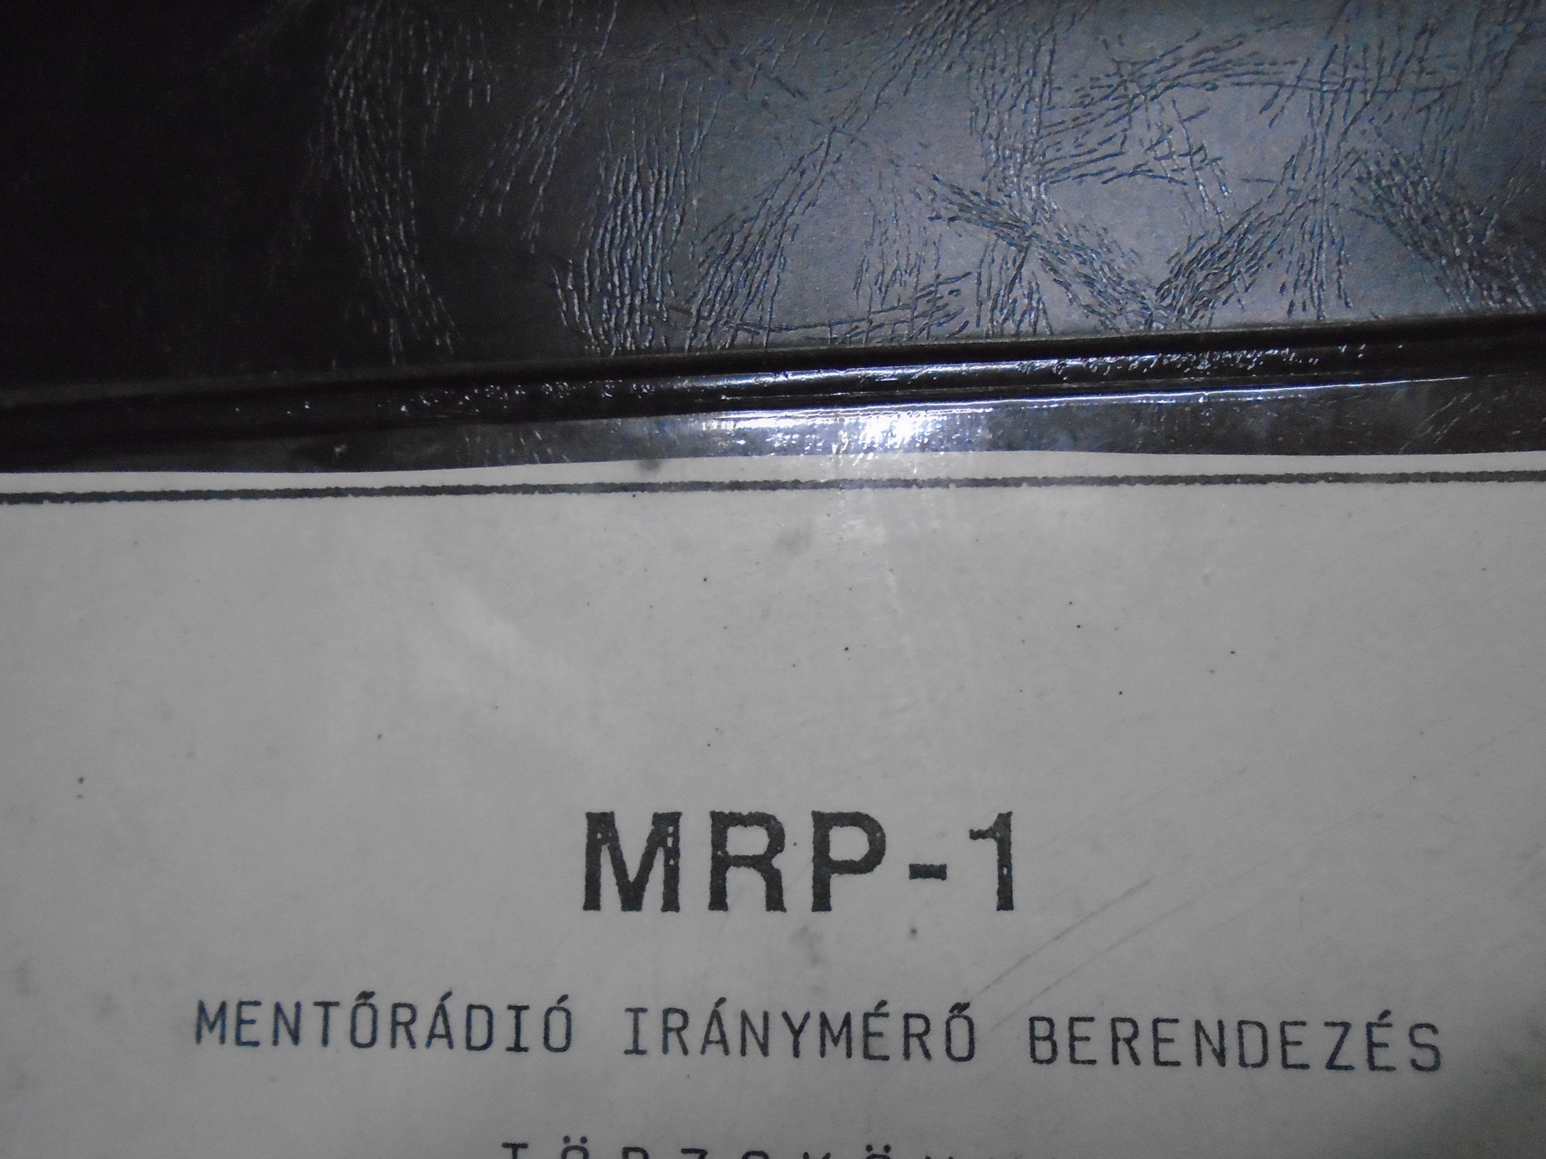 MRP-1
MENTŐRÁDIÓ IRÁNYMÉRŐ BERENDEZÉS